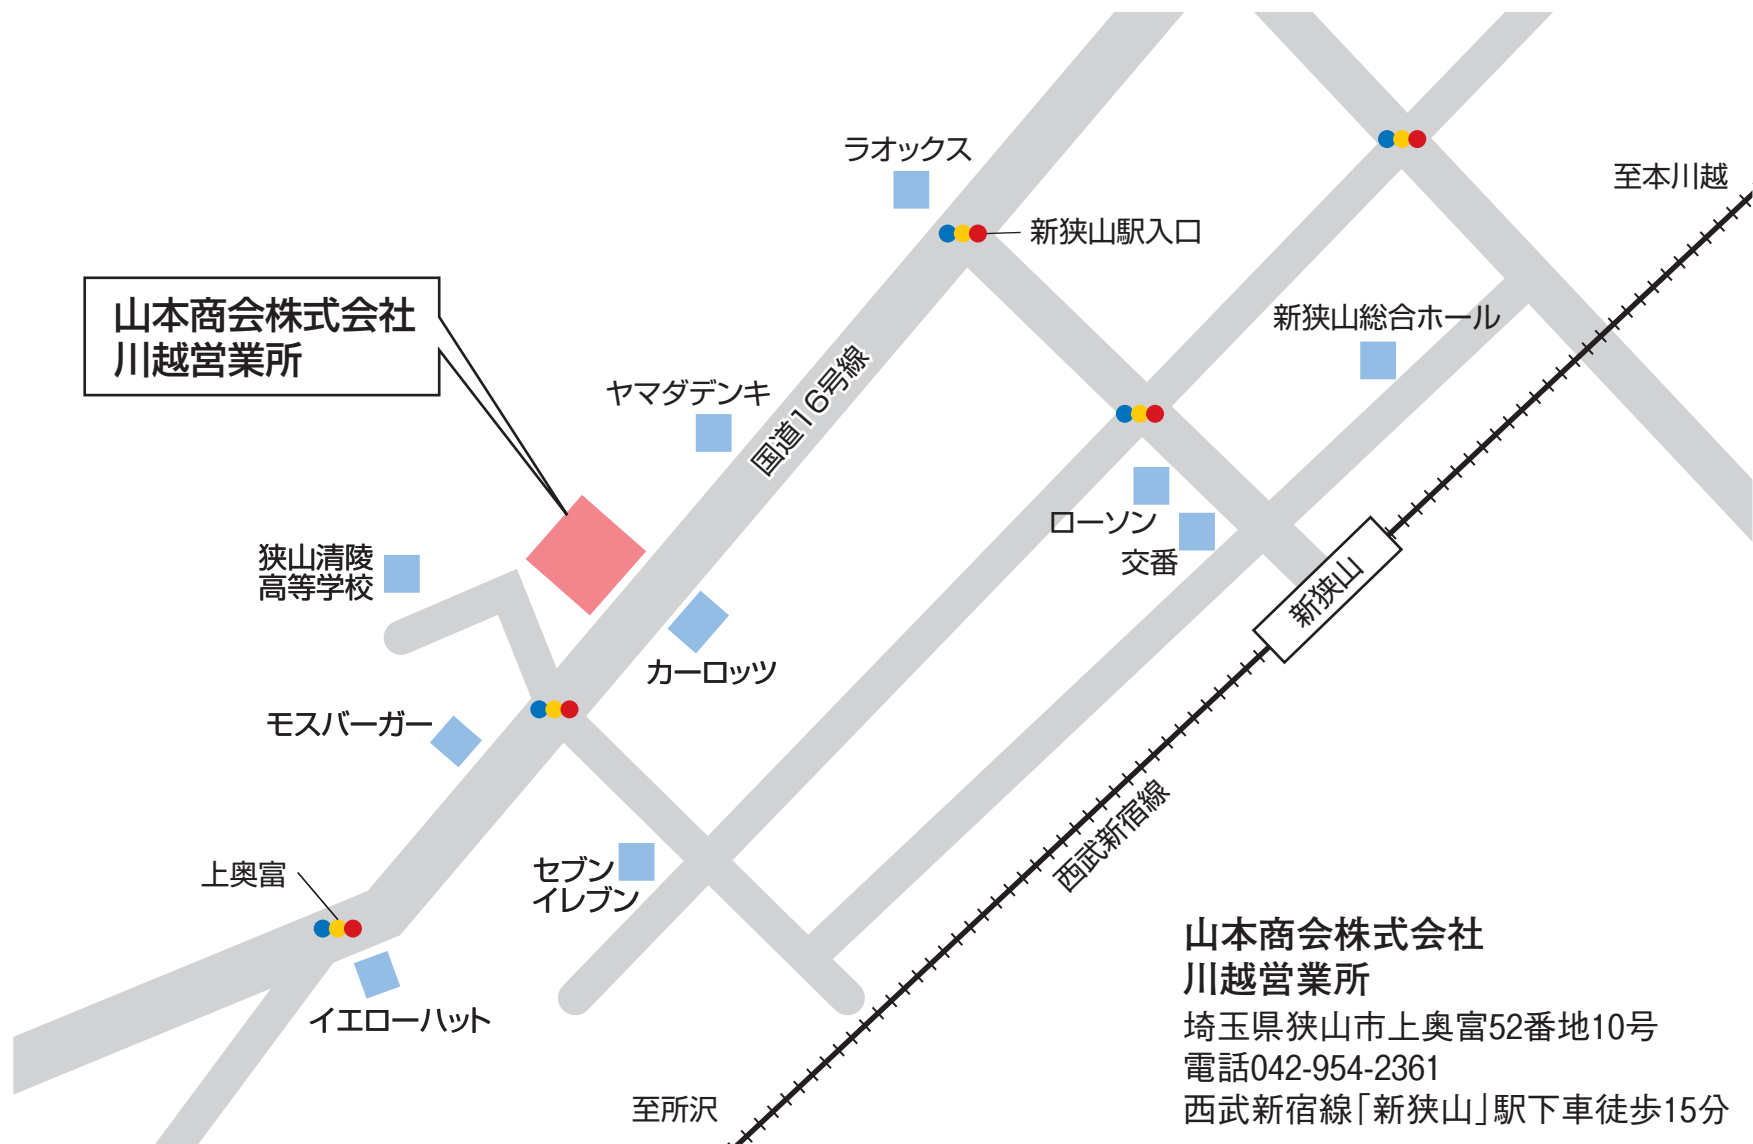 ラオックス
至本川越
新狭山駅入口
山本商会株式会社
川越営業所
新狭山総合ホール
国道16号線
ヤマダデンキ
ローソン
交番
狭山清陵
高等学校
新狭山
カーロッツ
モスバーガー
西武新宿線
上奥富
セブン
イレブン
イエローハット
至所沢
山本商会株式会社
川越営業所
埼玉県狭山市上奥富52番地10号
電話042-954-2361
西武新宿線「新狭山」駅下車徒歩15分